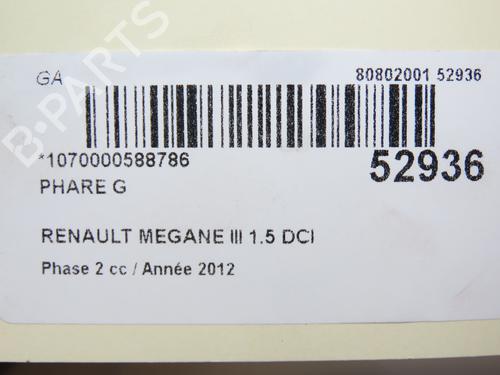 GA 80802001 52936
*1070000588786 52936
PHARE G
RENAULT MEGANE III 1.5 DCI
Phase 2 cc / Année 2012
B-PARTS